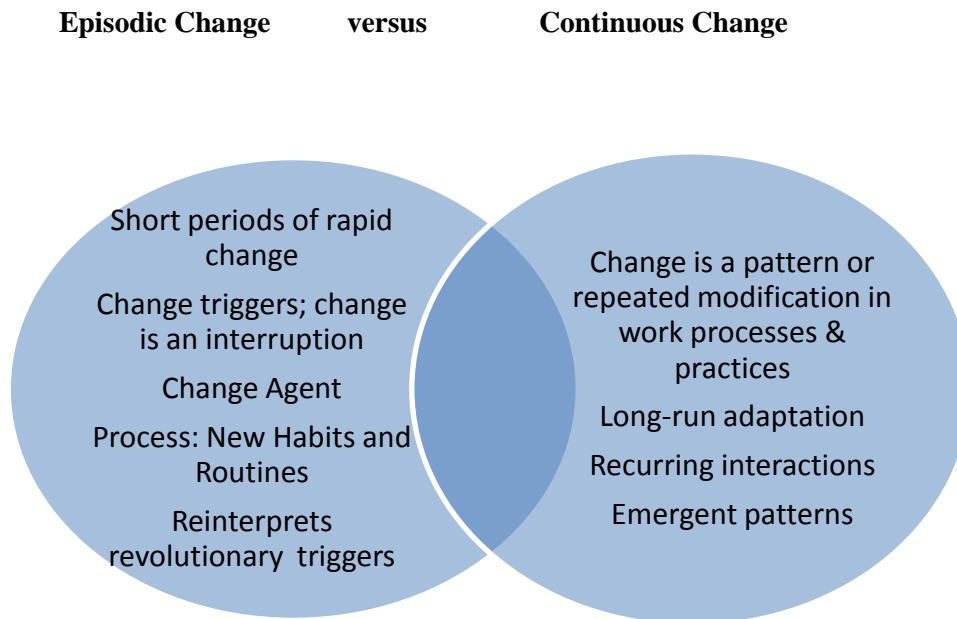 Episodic Change versus Continuous Change
Short periods of rapid
change
Change triggers; change
is an interruption
Change Agent
Process: New Habits and
Routines
Reinterprets
revolutionary triggers
Change is a pattern or
repeated modification in
work processes &
practices
Long-run adaptation
Recurring interactions
Emergent patterns